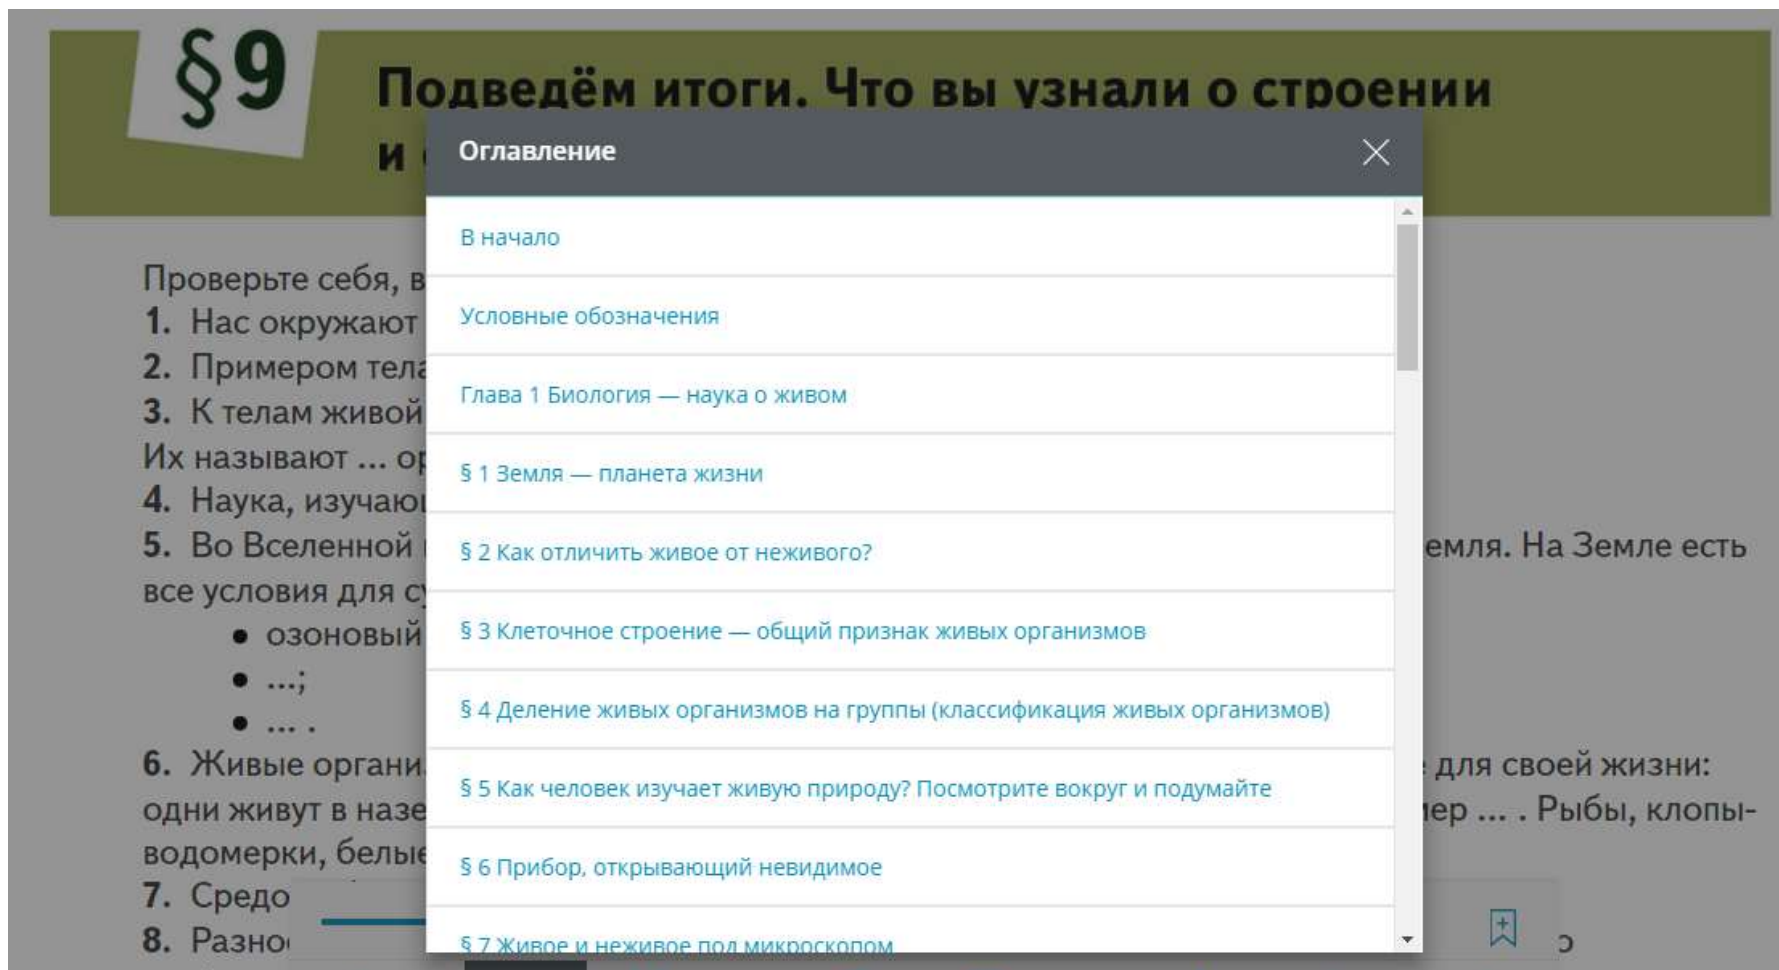 §9
Подведём итоги. Что вы узнали о строении
и
Оглавление
В начало
Условные обозначения
Глава 1 Биология — наука о живом
§ 1 Земля — планета жизни
§ 2 Как отличить живое от неживого?
§ 3 Клеточное строение — общий признак живых организмов
§ 4 Деление живых организмов на группы (классификация живых организмов)
§ 5 Как человек изучает живую природу? Посмотрите вокруг и подумайте
§ 6 Прибор, открывающий невидимое
§ 7 Живое и неживое под микроскопом
Проверьте себя, в
1. Нас окружают
2. Примером тела
3. К телам живой
Их называют ... ор
4. Наука, изучаю
5. Во Вселенной емля. На Земле есть
все условия для су
• озоновый
• ...;
• ... .
6. Живые органи для своей жизни:
одни живут в назе мер ... . Рыбы, клопы-
водомерки, белые
7. Средо
8. Разно о